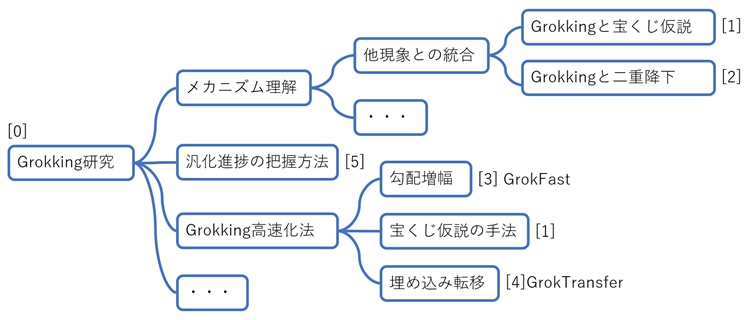 [0]
Grokking研究
メカニズム理解
他現象との統合
Grokkingと宝くじ仮説 [1]
Grokkingと二重降下 [2]
・・・
汎化進捗の把握方法 [5]
Grokking高速化法
勾配増幅 [3] GrokFast
宝くじ仮説の手法 [1]
埋め込み転移 [4]GrokTransfer
・・・